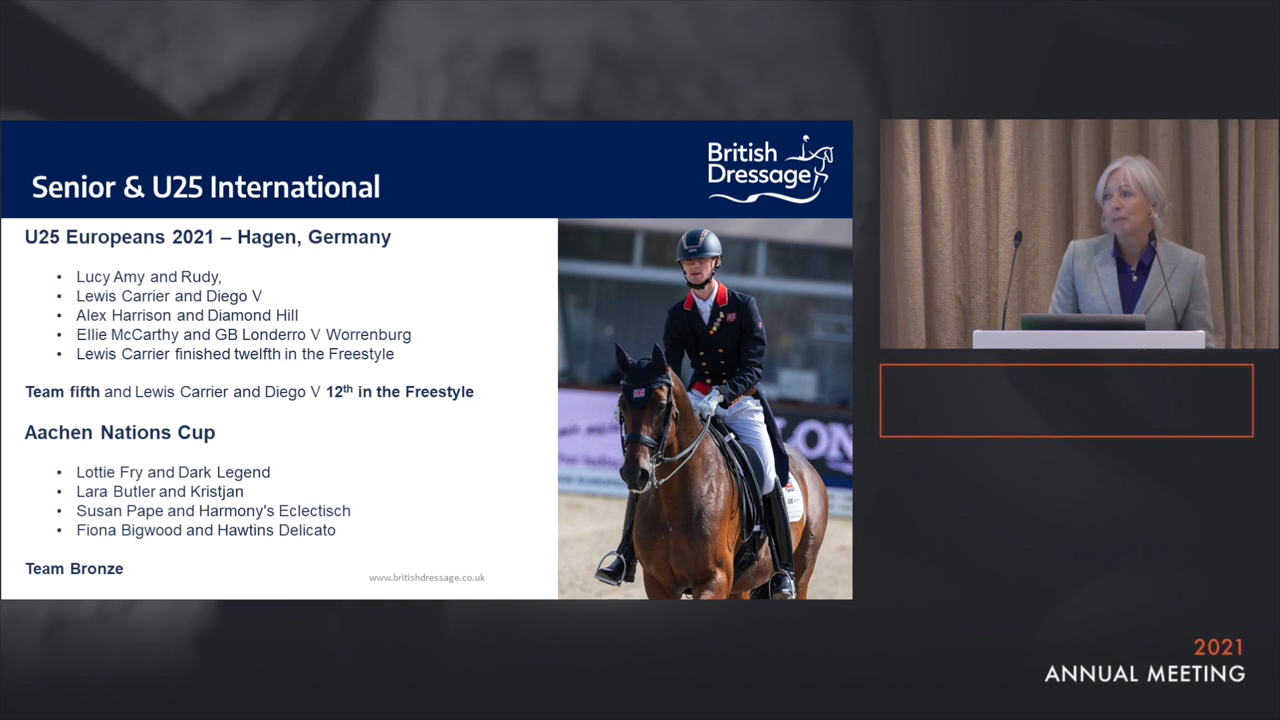 British
Dressage
Senior & U25 International
U25 Europeans 2021 – Hagen, Germany
• Lucy Amy and Rudy,
• Lewis Carrier and Diego V
• Alex Harrison and Diamond Hill
• Ellie McCarthy and GB Londerro V Worrenburg
• Lewis Carrier finished twelfth in the Freestyle
Team fifth and Lewis Carrier and Diego V 12th in the Freestyle
Aachen Nations Cup
• Lottie Fry and Dark Legend
• Lara Butler and Kristjan
• Susan Pape and Harmony's Eclectisch
• Fiona Bigwood and Hawtins Delicato
Team Bronze
www.britishdressage.co.uk
2021
ANNUAL MEETING